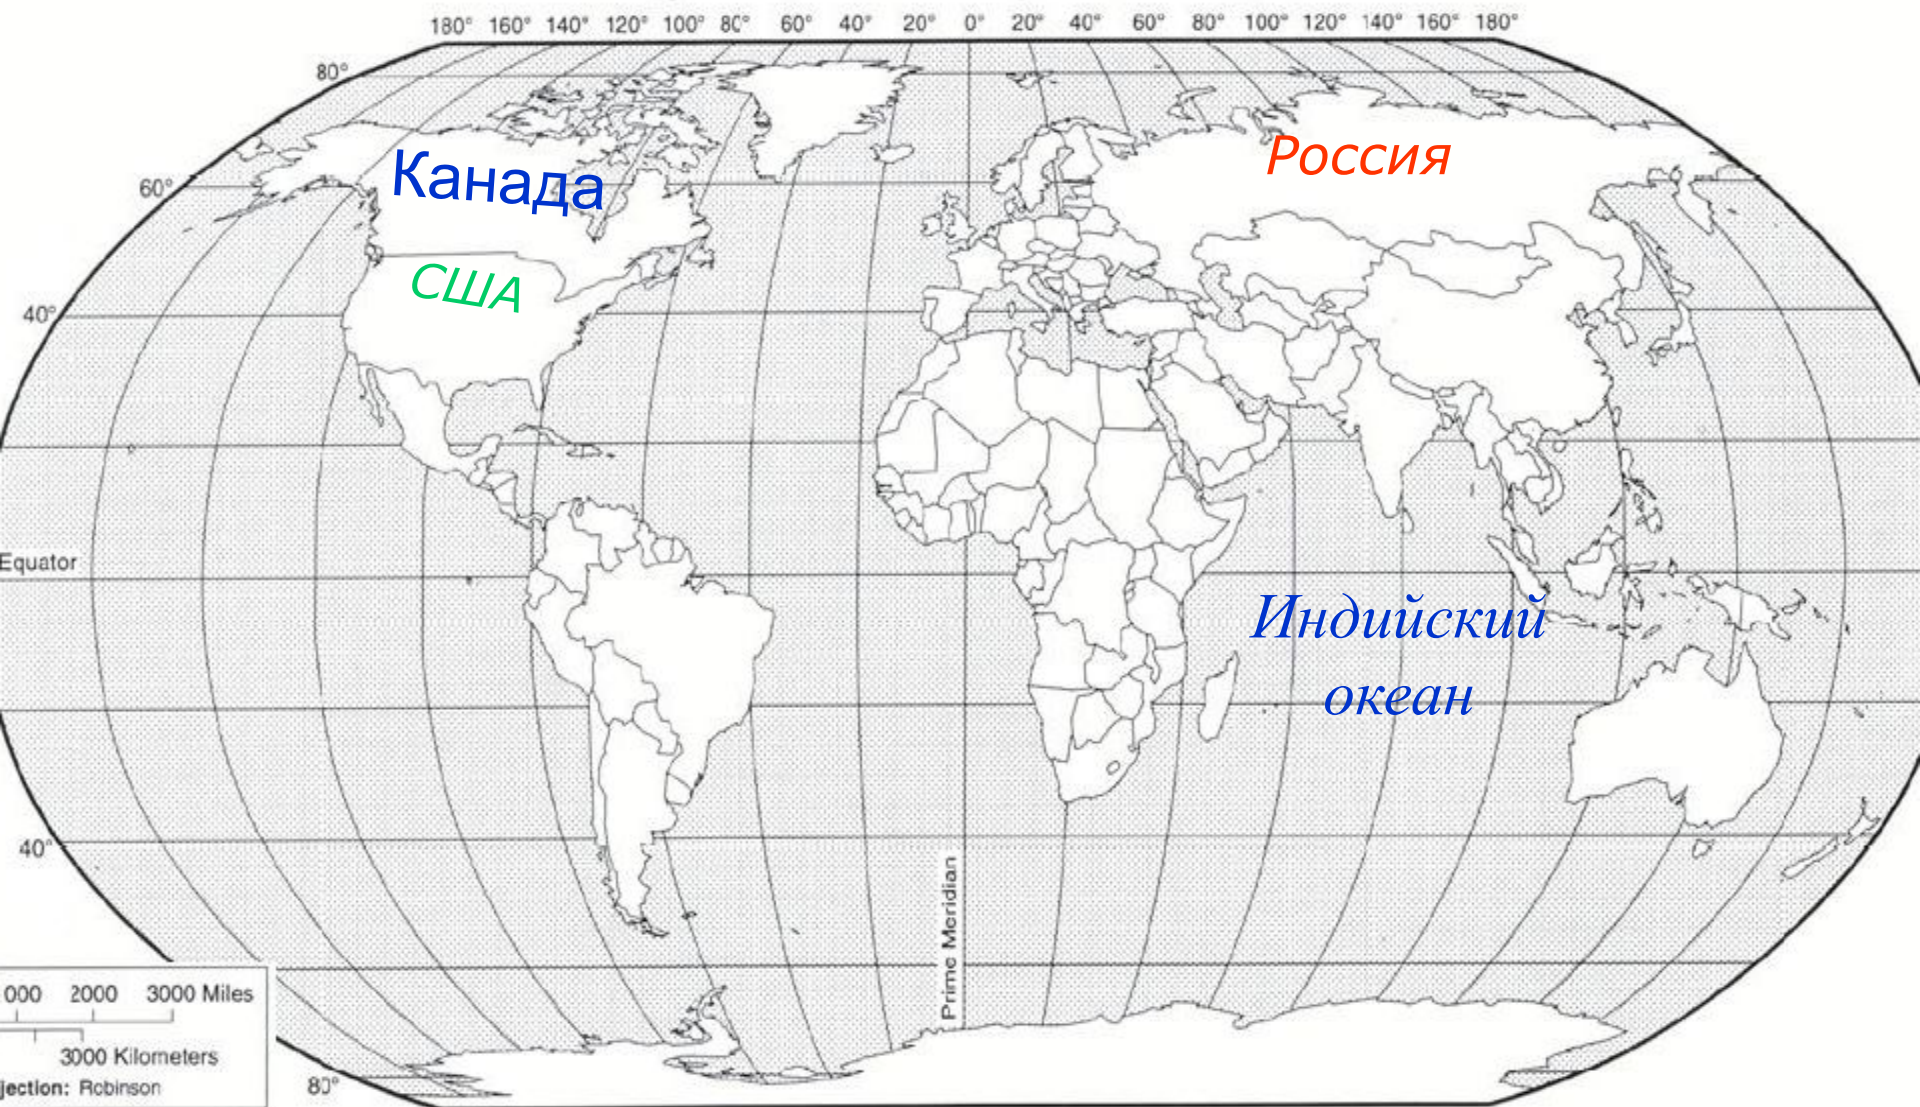 180° 160° 140° 120° 100° 80° 60° 40° 20° 0° 20° 40° 60° 80° 100° 120° 140° 160° 180°
80°
60°
Канада
Россия
США
40°
Equator
Индийский
океан
40°
Prime Meridian
000 2000 3000 Miles
3000 Kilometers
jection: Robinson
80°